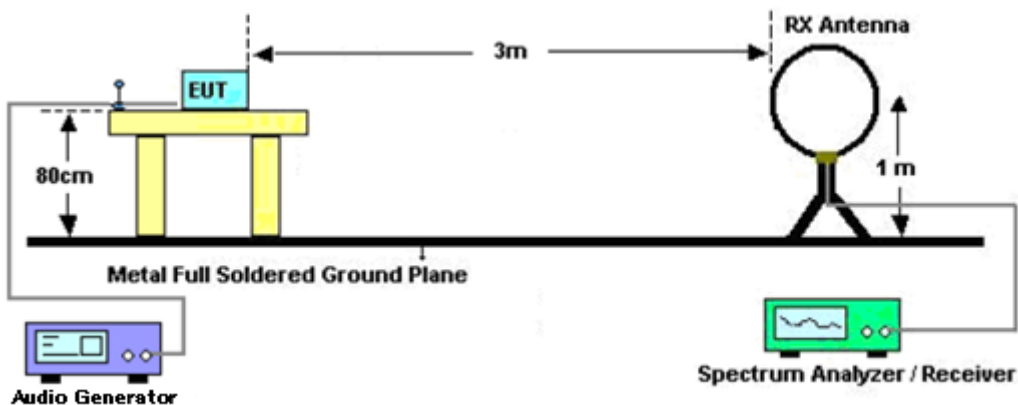 RX Antenna
3m
EUT
80cm
1 m
Metal Full Soldered Ground Plane
Spectrum Analyzer / Receiver
Audio Generator